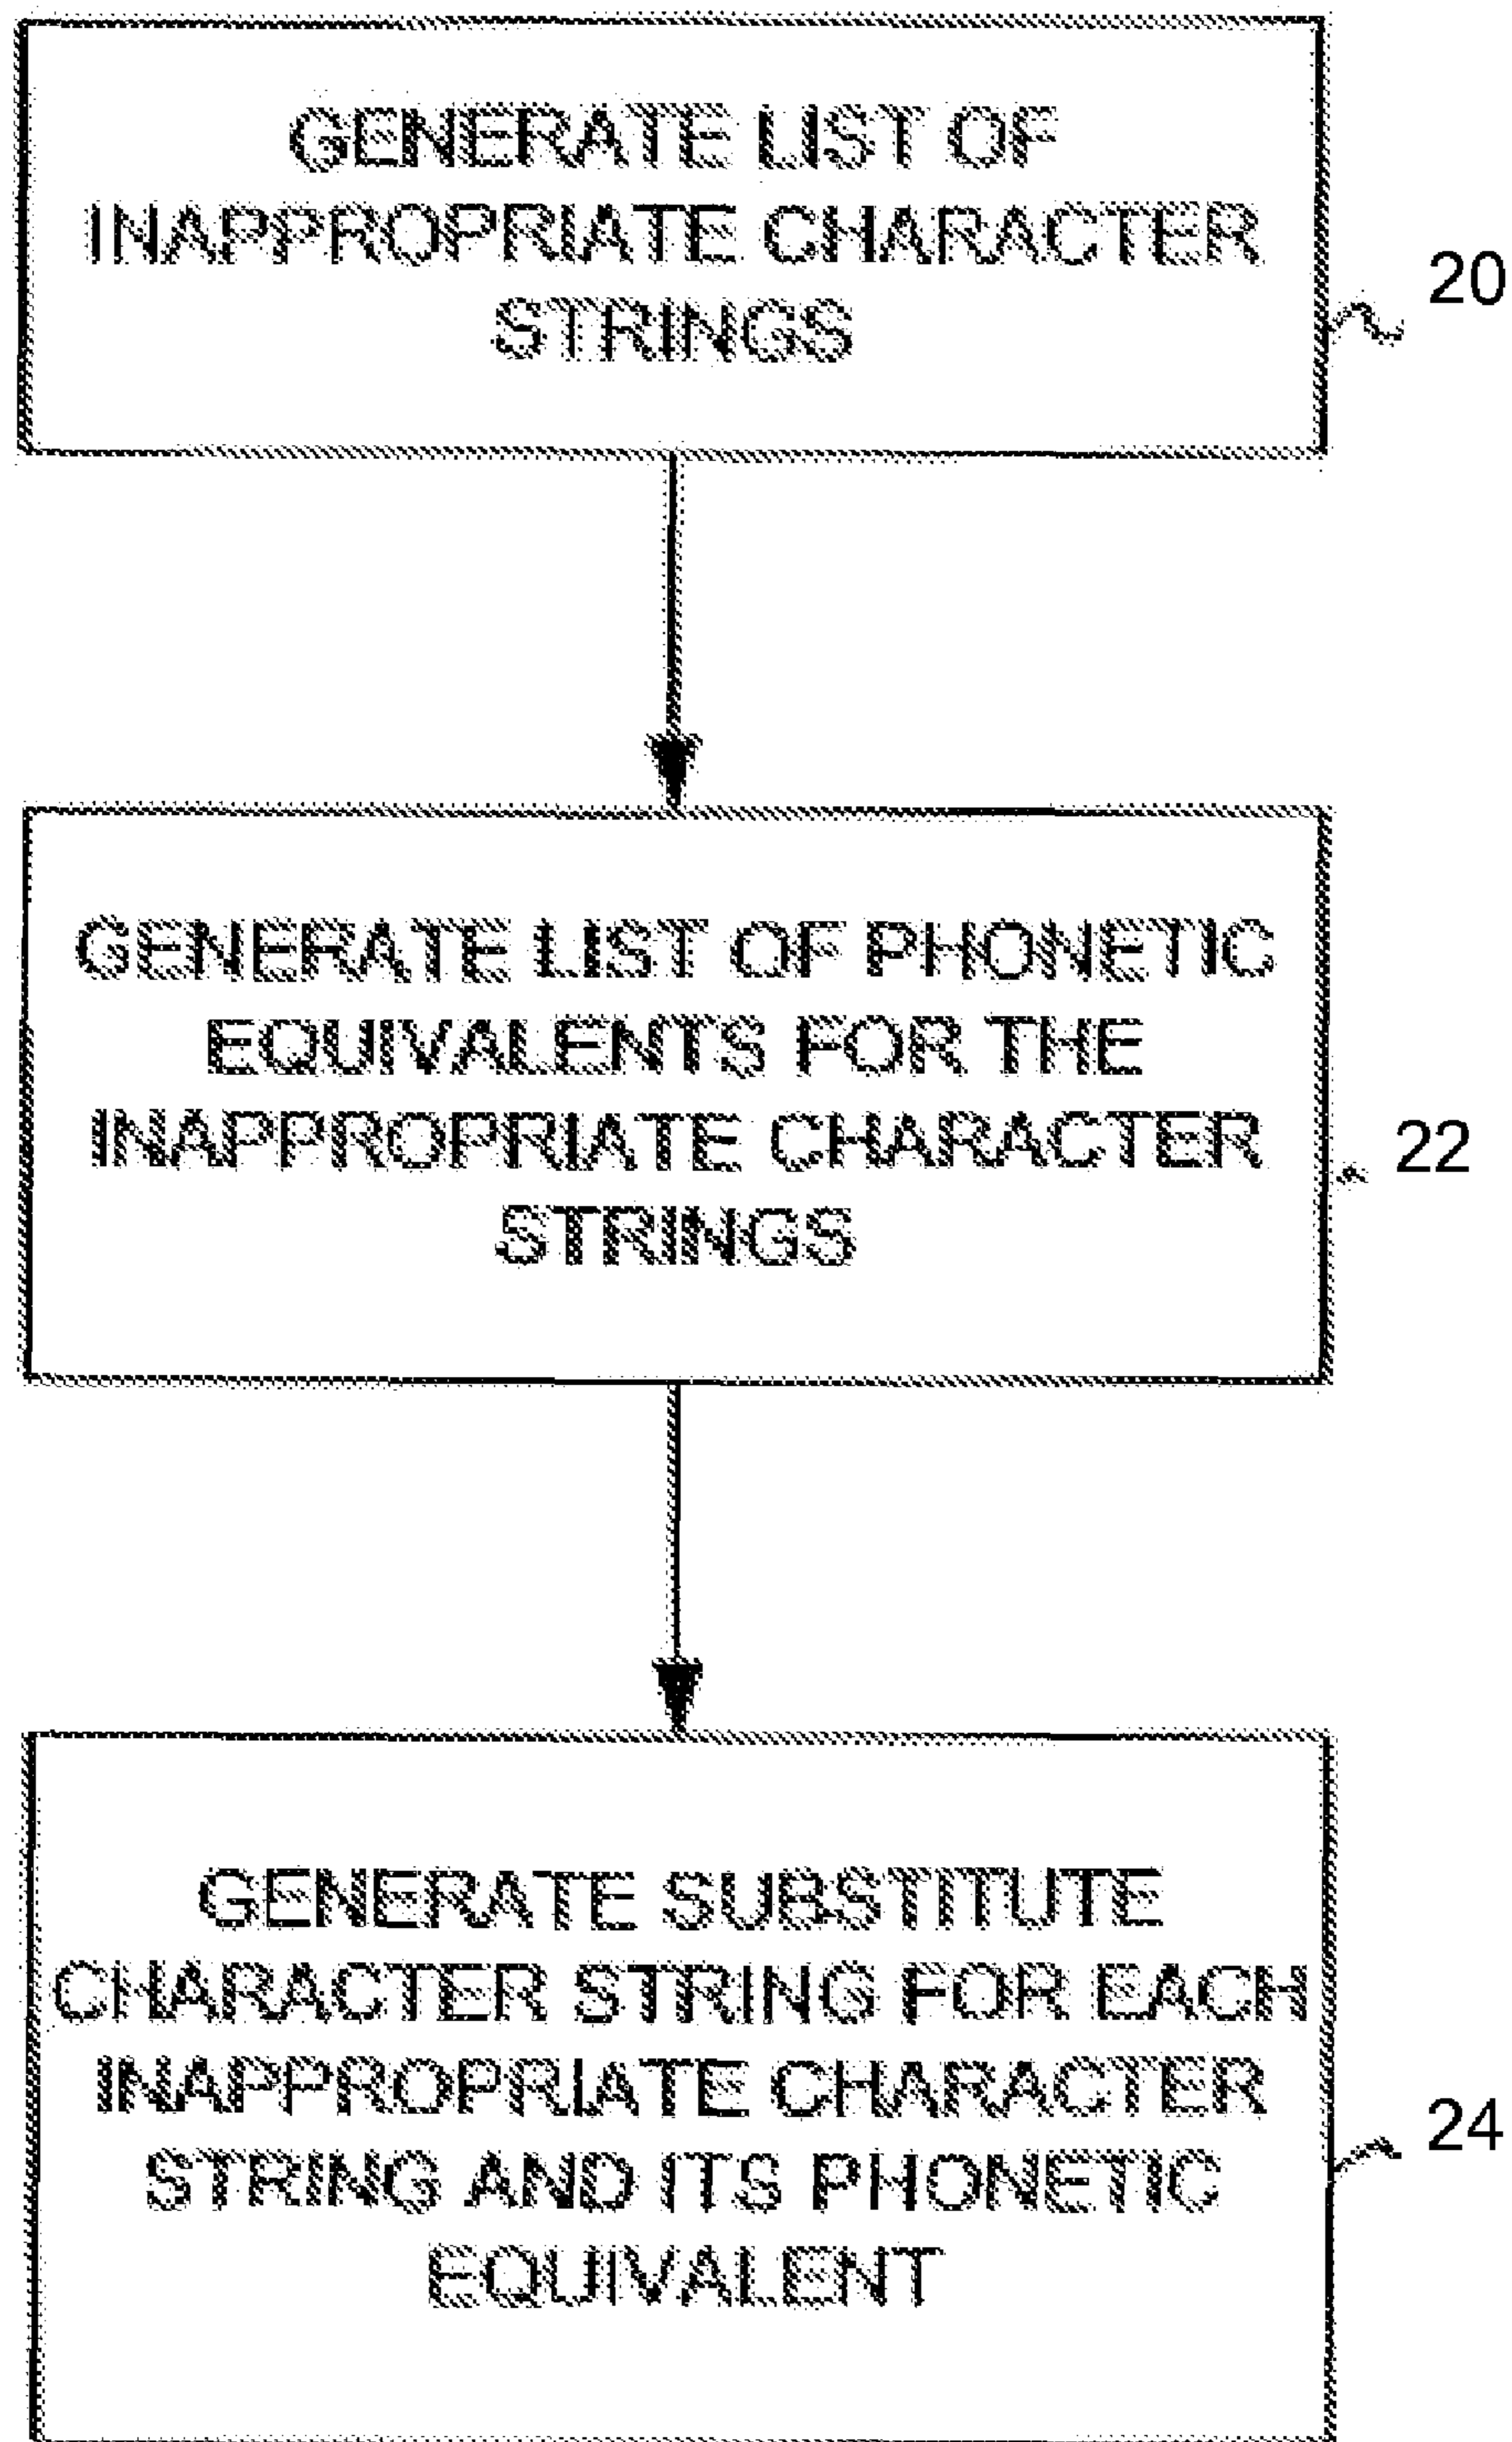 GENERATE LIST OF
INAPPROPRIATE CHARACTER
STRINGS
20
GENERATE LIST OF PHONETIC
EQUIVALENTS FOR THE
INAPPROPRIATE CHARACTER
STRINGS
22
GENERATE SUBSTITUTE
CHARACTER STRING FOR EACH
INAPPROPRIATE CHARACTER
STRING AND ITS PHONETIC
EQUIVALENT
24